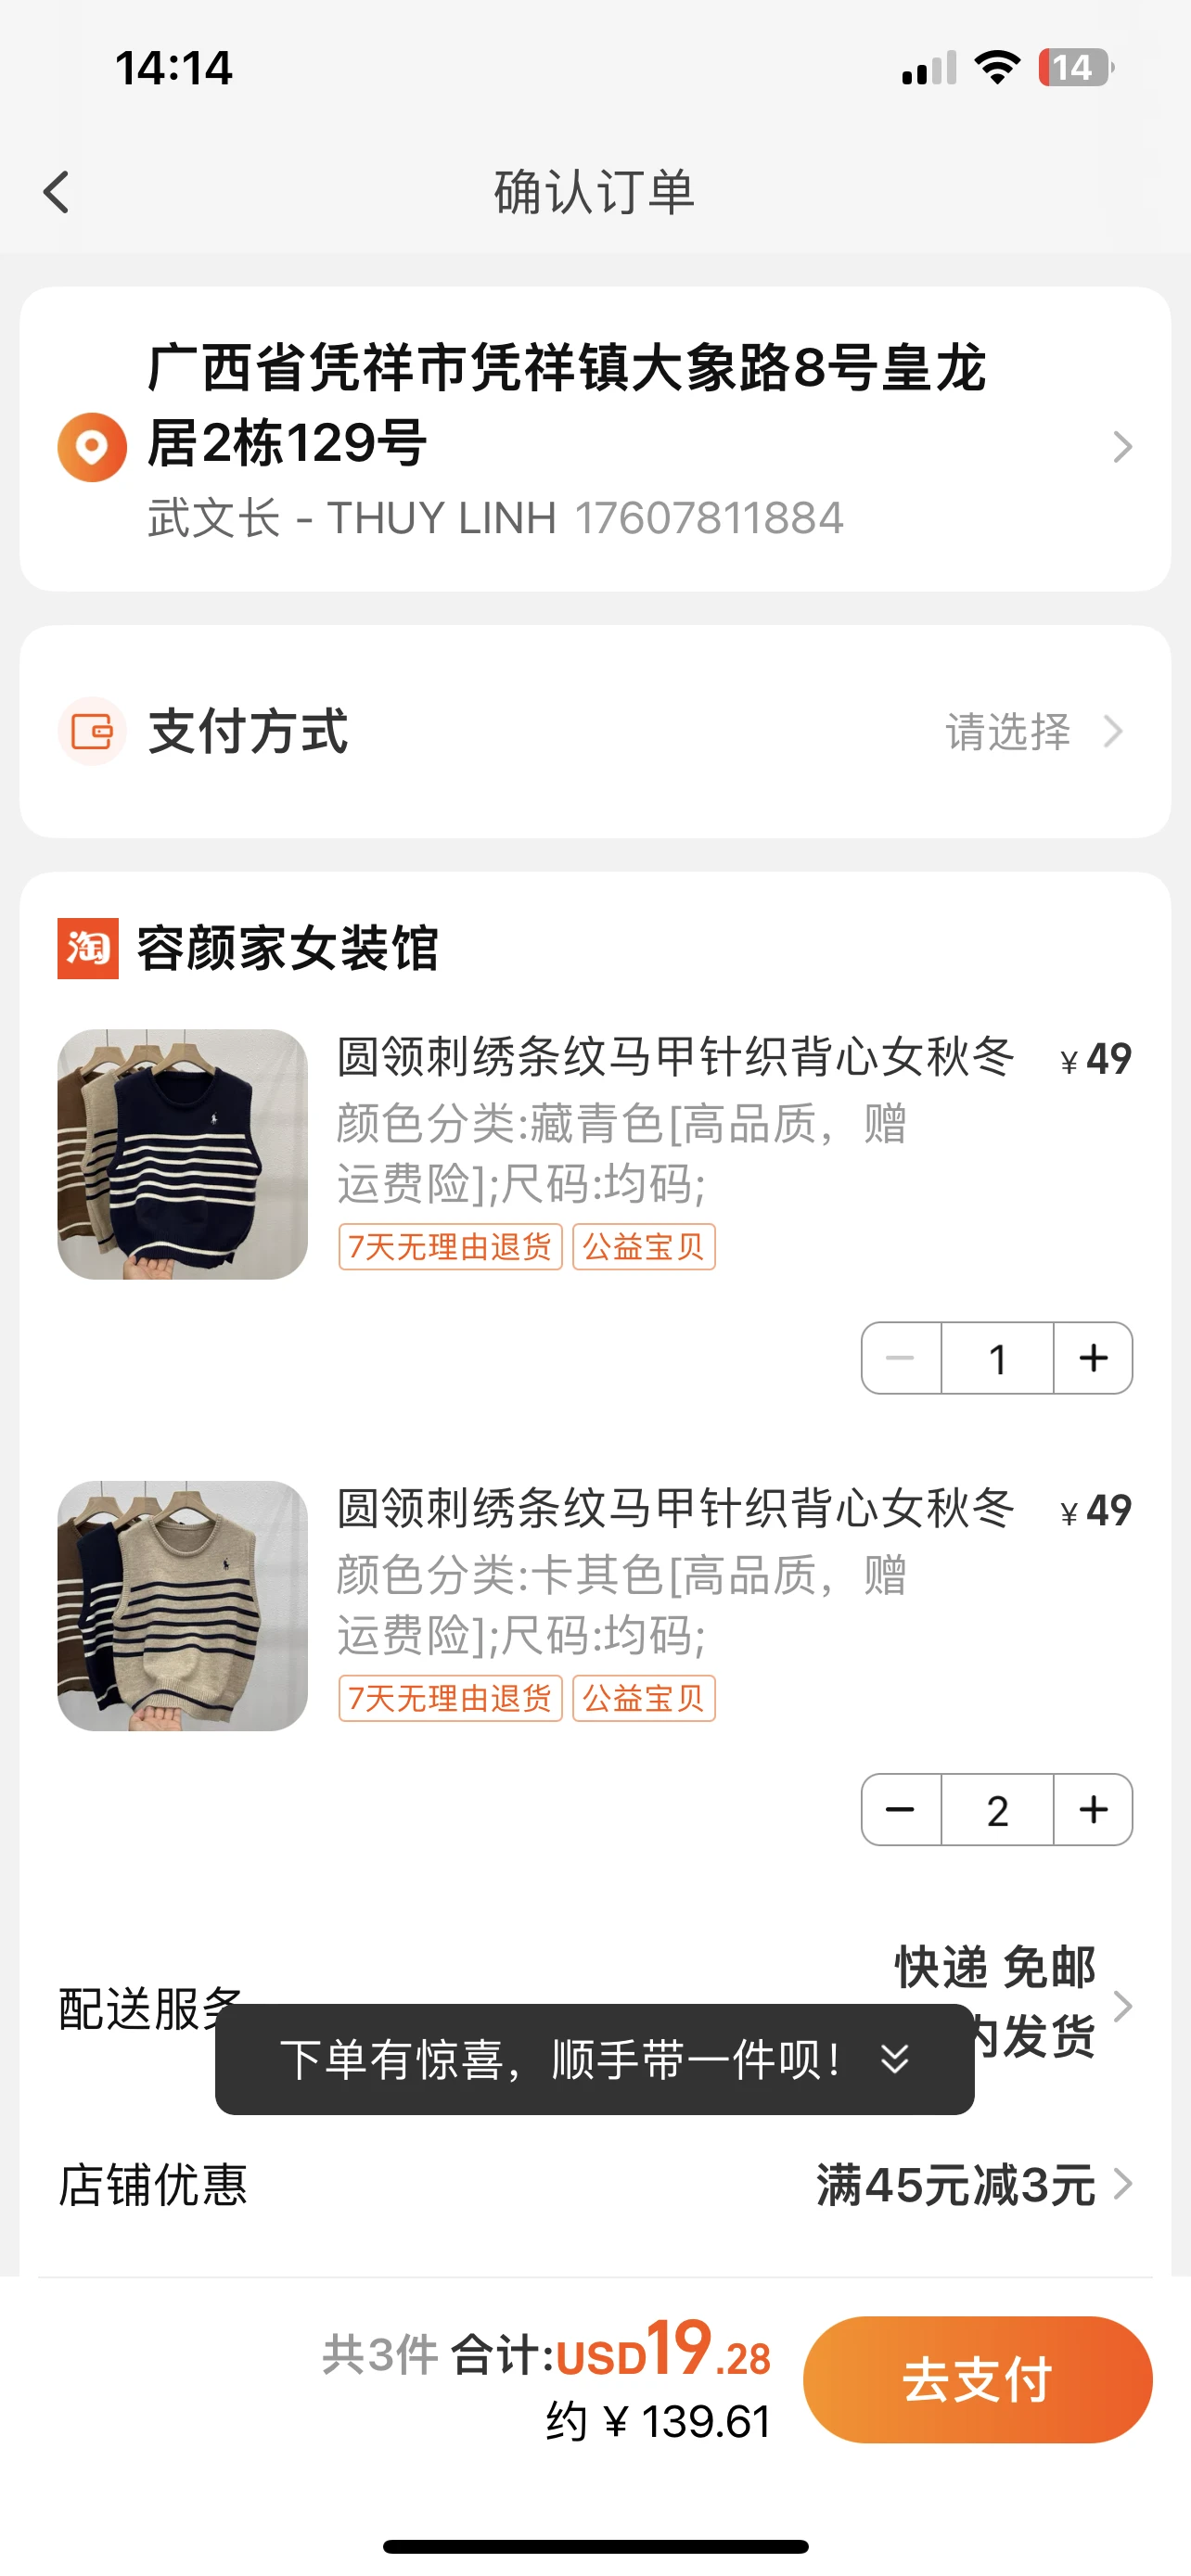 14:14
14
确认订单
广西省凭祥市凭祥镇大象路8号皇龙
居2栋129号
武文长 - THUY LINH 17607811884
支付方式 请选择
淘 容颜家女装馆
圆领刺绣条纹马甲针织背心女秋冬 ¥49
颜色分类:藏青色[高品质，赠
运费险];尺码:均码;
7天无理由退货 公益宝贝
1
圆领刺绣条纹马甲针织背心女秋冬 ¥49
颜色分类:卡其色[高品质，赠
运费险];尺码:均码;
7天无理由退货 公益宝贝
2
快递 免邮
配送服务
内发货
下单有惊喜，顺手带一件呗！
店铺优惠 满45元减3元
共3件 合计:USD19.28
约 ¥ 139.61
去支付